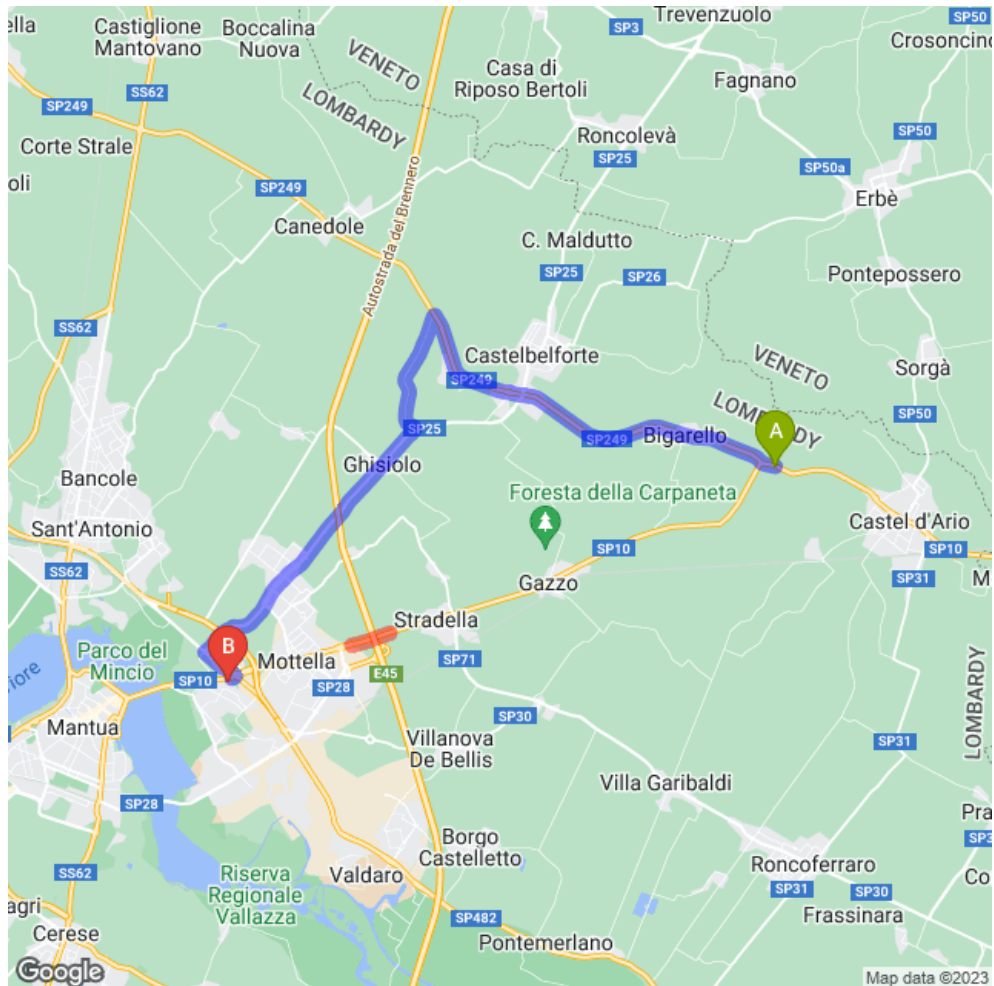 ella
Castiglione
Mantovano
Boccalina
Nuova
SP3
Trevenzuolo
SP50
Crosoncino
VENETO
LOMBARDY
Casa di
Riposo Bertoli
Fagnano
SS62
SP249
Corte Strale
Roncolevà
SP25
SP50
SP50a
oli
SP249
Erbè
Canedole
Autostrada del Brennero
C. Maldutto
SP25
SP26
Pontepossero
SS62
Castelbelforte
SP249
VENETO
LOMBARDY
Sorgà
SP50
SP25
SP249
Bigarello
A
Ghisiolo
Bancole
Foresta della Carpaneta
Sant'Antonio
Castel d'Ario
SP10
SP10
SS62
Gazzo
SP31
M
Stradella
B
Parco del
Mincio
Mottella
SP71
E45
SP10
SP28
iore
SP30
Mantua
Villanova
De Bellis
LOMBARDY
SP31
Villa Garibaldi
SP28
Pra
SP3
Borgo
Castelletto
Riserva
Regionale
Vallazza
Valdaro
Roncoferraro
SS62
SP31
SP30
Co
agri
Frassinara
SP482
Cerese
Pontemerlano
Google
Map data ©2023